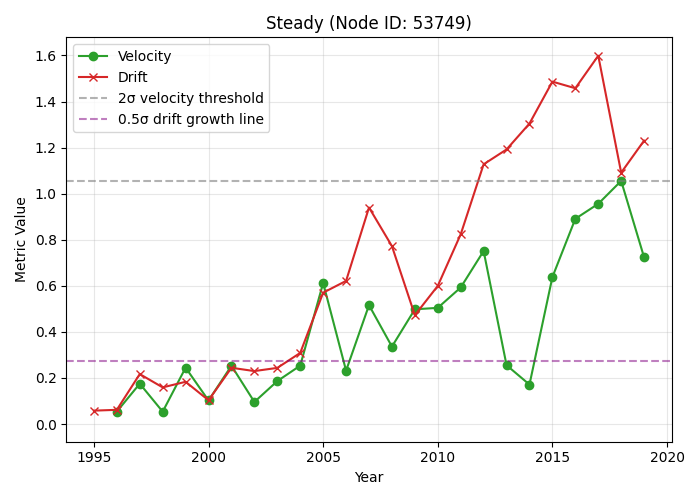 Steady (Node ID: 53749)
Velocity
Drift
2σ velocity threshold
0.5σ drift growth line
Metric Value
1.6
1.4
1.2
1.0
0.8
0.6
0.4
0.2
0.0
1995 2000 2005 2010 2015 2020
Year